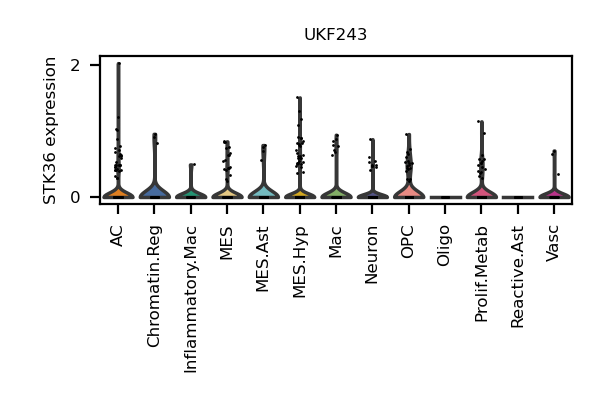 UKF243
STK36 expression
2
0
AC
Chromatin.Reg
Inflammatory.Mac
MES
MES.Ast
MES.Hyp
Mac
Neuron
OPC
Oligo
Prolif.Metab
Reactive.Ast
Vasc